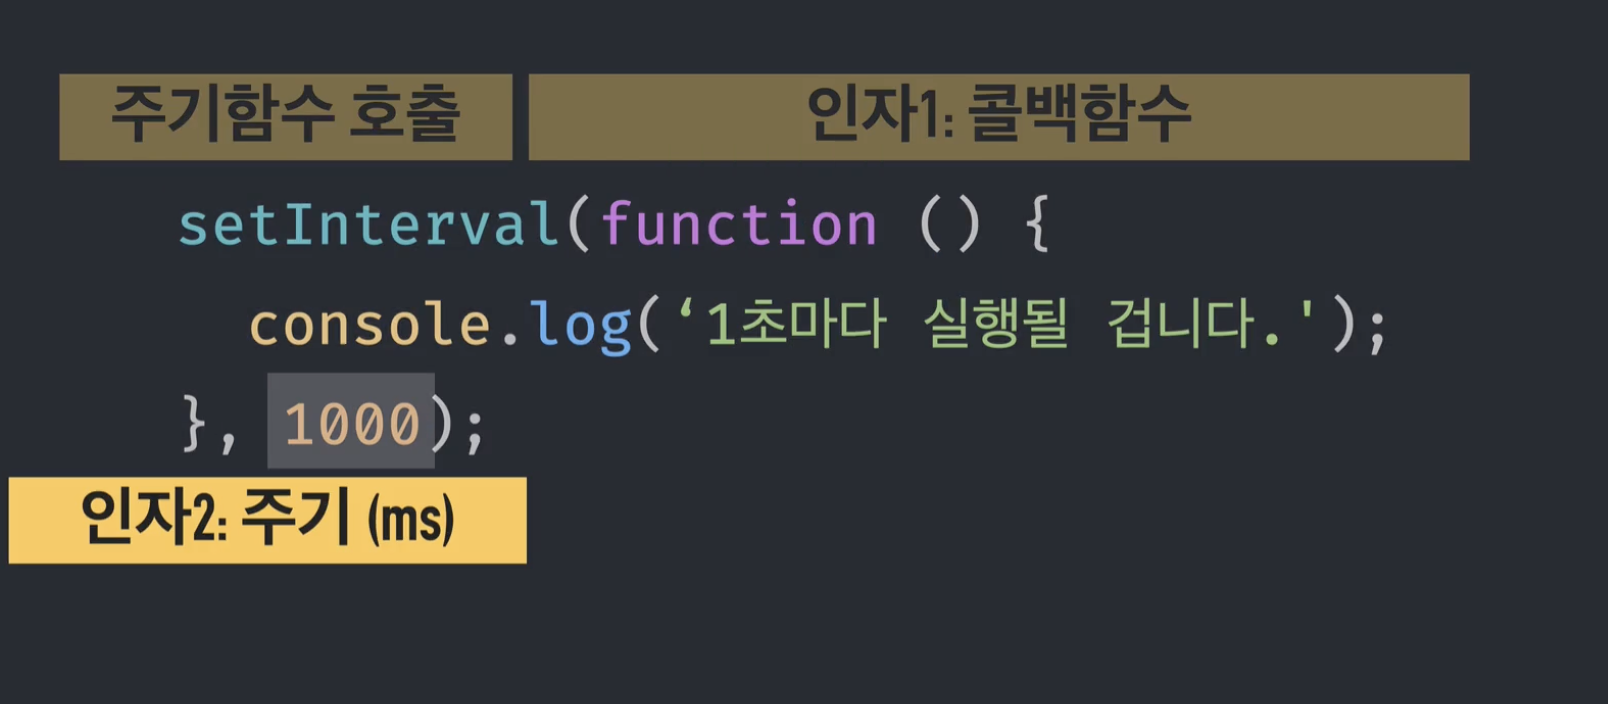 주기함수 호출 인자1: 콜백함수
setInterval(function () {
console.log(‘1초마다 실행될 겁니다.');
}, 1000);
인자2: 주기 (ms)